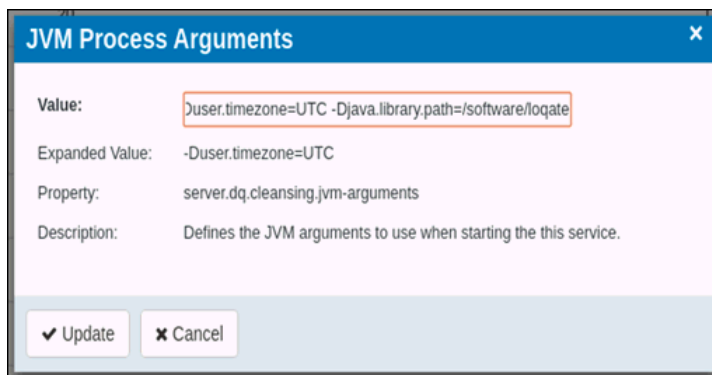 JVM Process Arguments ×
Value: Duser.timezone=UTC -Djava.library.path=/software/loqate
Expanded Value: -Duser.timezone=UTC
Property: server.dq.cleansing.jvm-arguments
Description: Defines the JVM arguments to use when starting the this service.
✔ Update ✖ Cancel